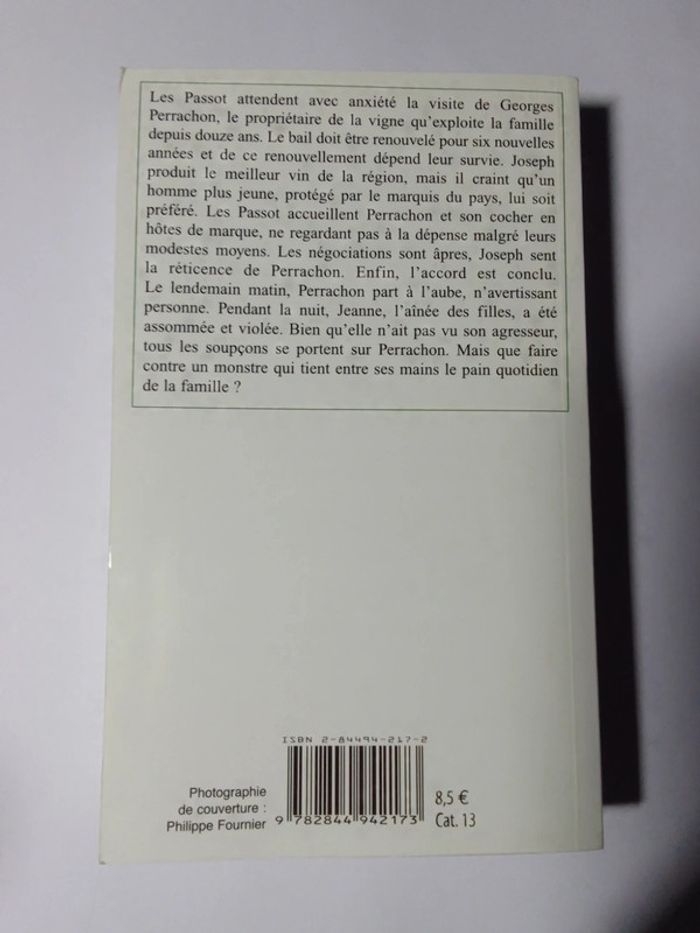 Les Passot attendent avec anxiété la visite de Georges
Perrachon, le propriétaire de la vigne qu'exploite la famille
depuis douze ans. Le bail doit être renouvelé pour six nouvelles
années et de ce renouvellement dépend leur survie. Joseph
produit le meilleur vin de la région, mais il craint qu'un
homme plus jeune, protégé par le marquis du pays, lui soit
préféré. Les Passot accueillent Perrachon et son cocher en
hôtes de marque, ne regardant pas à la dépense malgré leurs
modestes moyens. Les négociations sont âpres, Joseph sent
la réticence de Perrachon. Enfin, l'accord est conclu.
Le lendemain matin, Perrachon part à l'aube, n'avertissant
personne. Pendant la nuit, Jeanne, l'aînée des filles, a été
assommée et violée. Bien qu'elle n'ait pas vu son agresseur,
tous les soupçons se portent sur Perrachon. Mais que faire
contre un monstre qui tient entre ses mains le pain quotidien
de la famille ?
ISBN 2-84494-217-2
Photographie
de couverture :
Philippe Fournier
9 782844 942173
8,5 €
Cat. 13